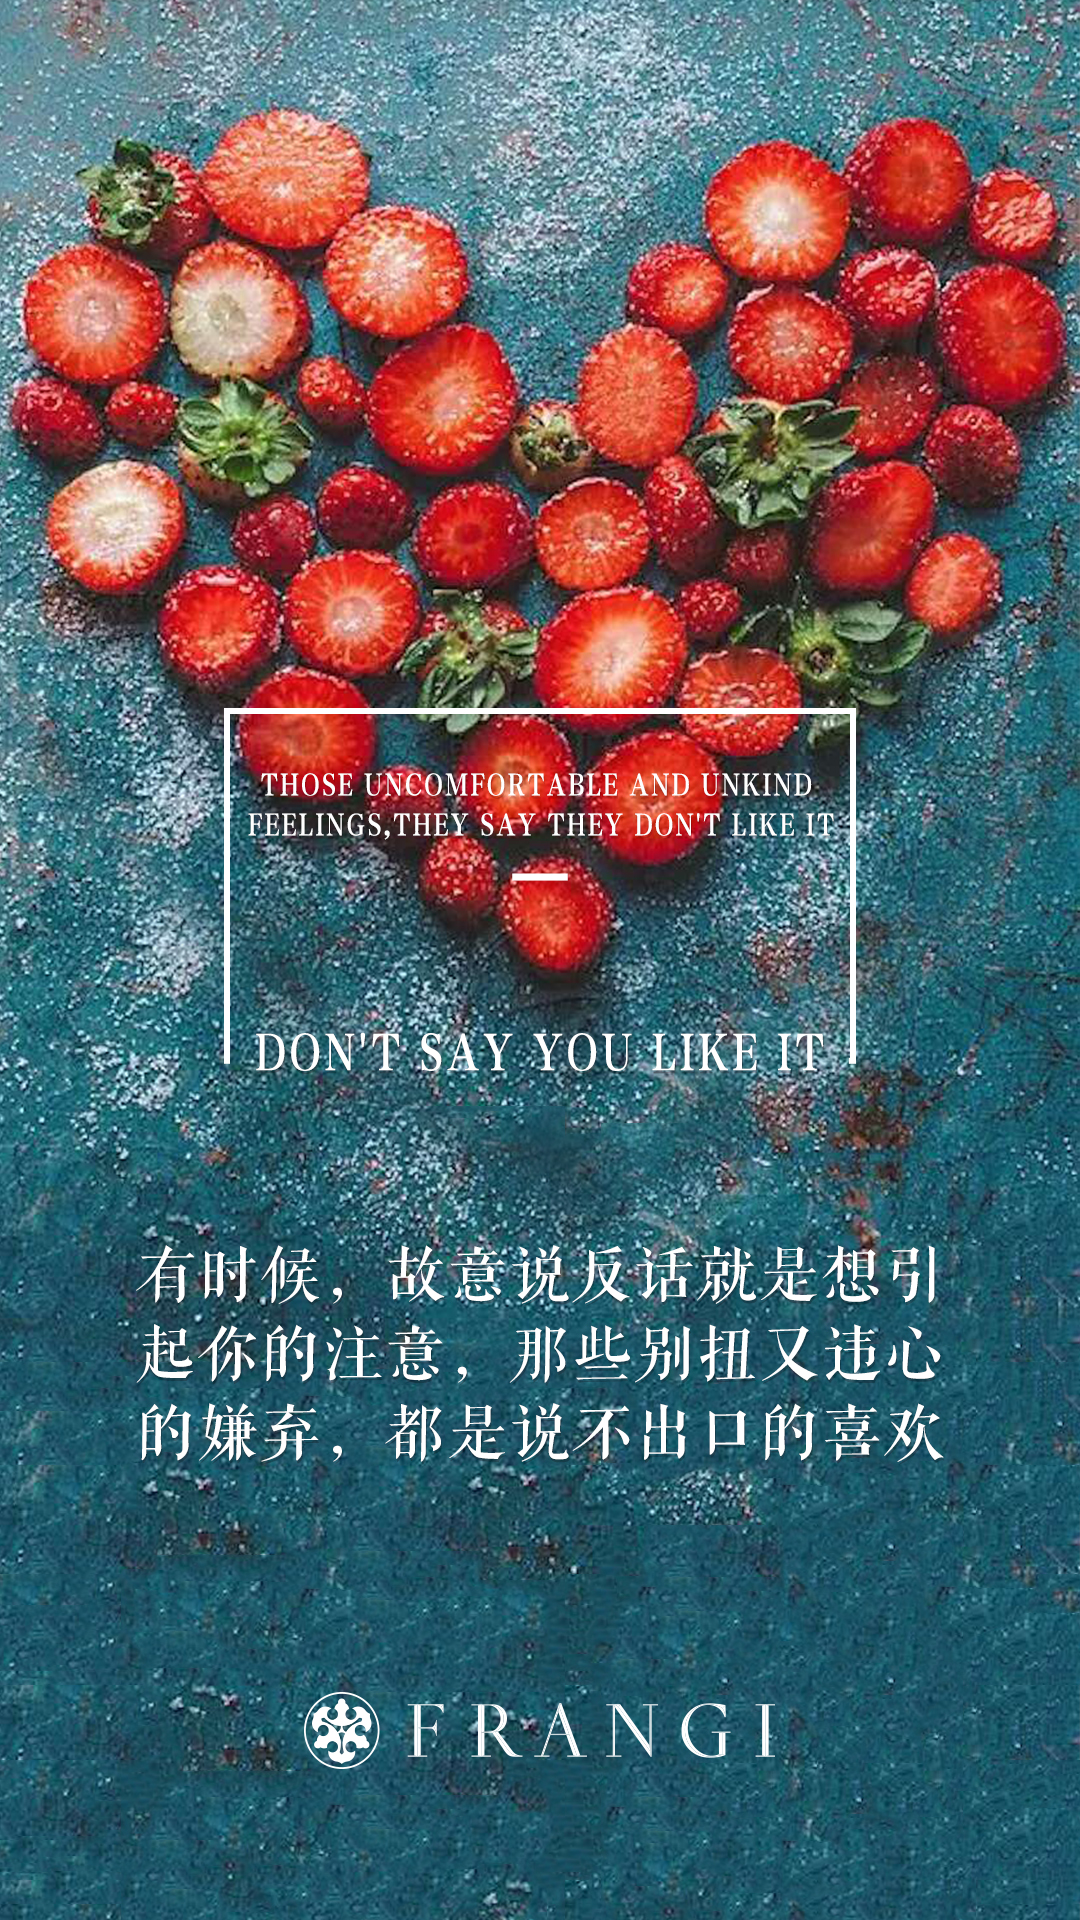 THOSE UNCOMFORTABLE AND UNKIND
FEELINGS,THEY SAY THEY DON'T LIKE IT
DON'T SAY YOU LIKE IT
有时候，故意说反话就是想引
起你的注意，那些别扭又违心
的嫌弃，都是说不出口的喜欢
FRANGI